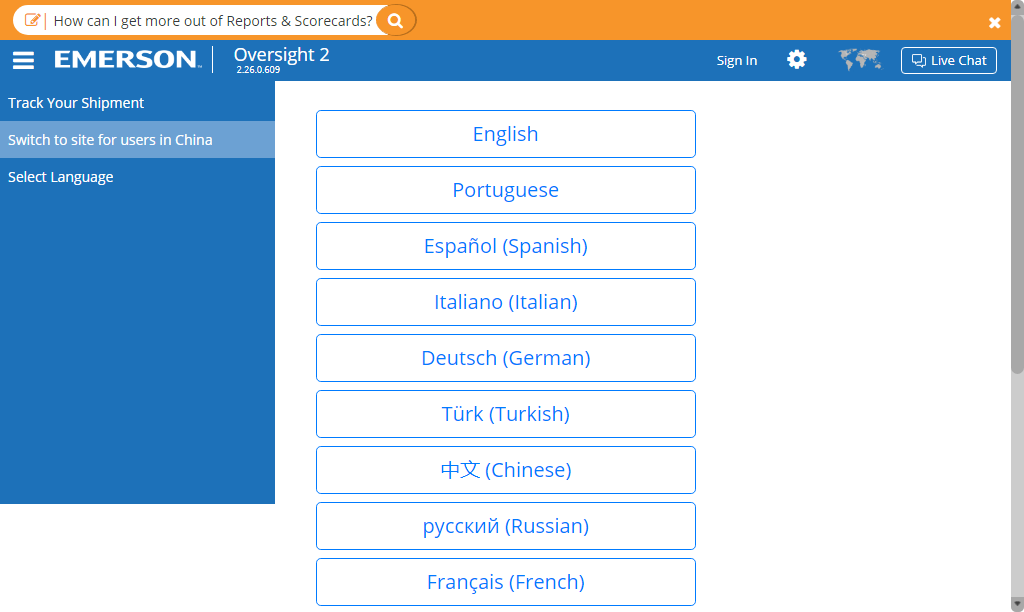 How can I get more out of Reports & Scorecards?
EMERSON™
Oversight 2
2.26.0.609
Sign In
Live Chat
Track Your Shipment
Switch to site for users in China
Select Language
English
Portuguese
Español (Spanish)
Italiano (Italian)
Deutsch (German)
Türk (Turkish)
中文 (Chinese)
русский (Russian)
Français (French)